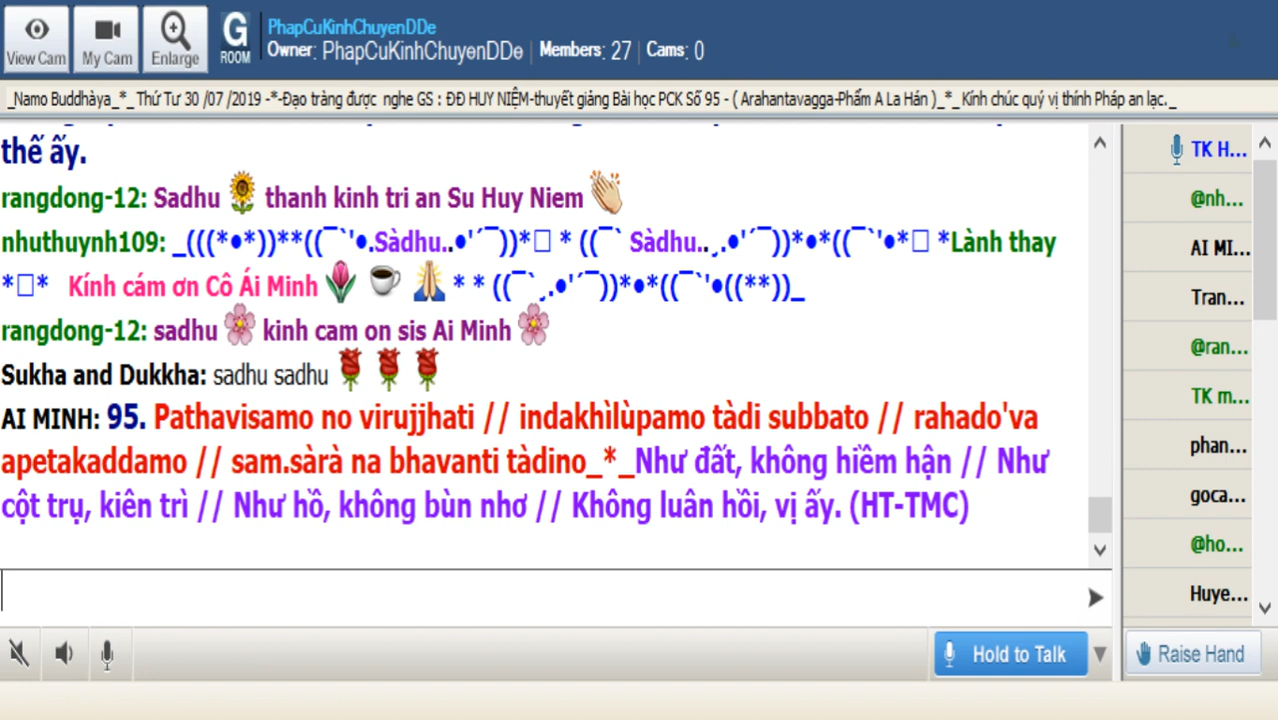 View Cam
My Cam
Enlarge
G
ROOM
PhapCuKinhChuyenDDe
Owner: PhapCuKinhChuyenDDe | Members: 27 | Cams: 0
_Namo Buddhàya_*_ Thứ Tư 30 /07 /2019 -*-Đạo tràng được nghe GS : ĐĐ HUY NIỆM-thuyết giảng Bài học PCK Số 95 - ( Arahantavagga-Phẩm A La Hán )_*_ Kính chúc quý vị thính Pháp an lạc._
thế ấy.
rangdong-12: Sadhu 🌻 thanh kinh tri an Su Huy Niem 👏
nhuthuynh109: _(((*•*))**((¯`'•.Sàdhu..•'´¯))*□ * ((¯` Sàdhu..¸.•'´¯))*•*((¯`'•*□ *Lành thay
*□* Kính cám ơn Cô Ái Minh 🌷 ☕ 🙏 * * ((¯`¸.•'´¯))*•*((¯`'•((**))_
rangdong-12: sadhu 🌸 kinh cam on sis Ai Minh 🌸
Sukha and Dukkha: sadhu sadhu 🌹 🌹 🌹
AI MINH: 95. Pathavisamo no virujjhati // indakhìlùpamo tàdi subbato // rahado'va
apetakaddamo // sam.sàrà na bhavanti tàdino_*_Như đất, không hiềm hận // Như
cột trụ, kiên trì // Như hồ, không bùn nhơ // Không luân hồi, vị ấy. (HT-TMC)
TK H...
@nh...
AI MI...
Tran...
@ran...
TK m...
phan...
goca...
@ho...
Huye...
Hold to Talk
Raise Hand